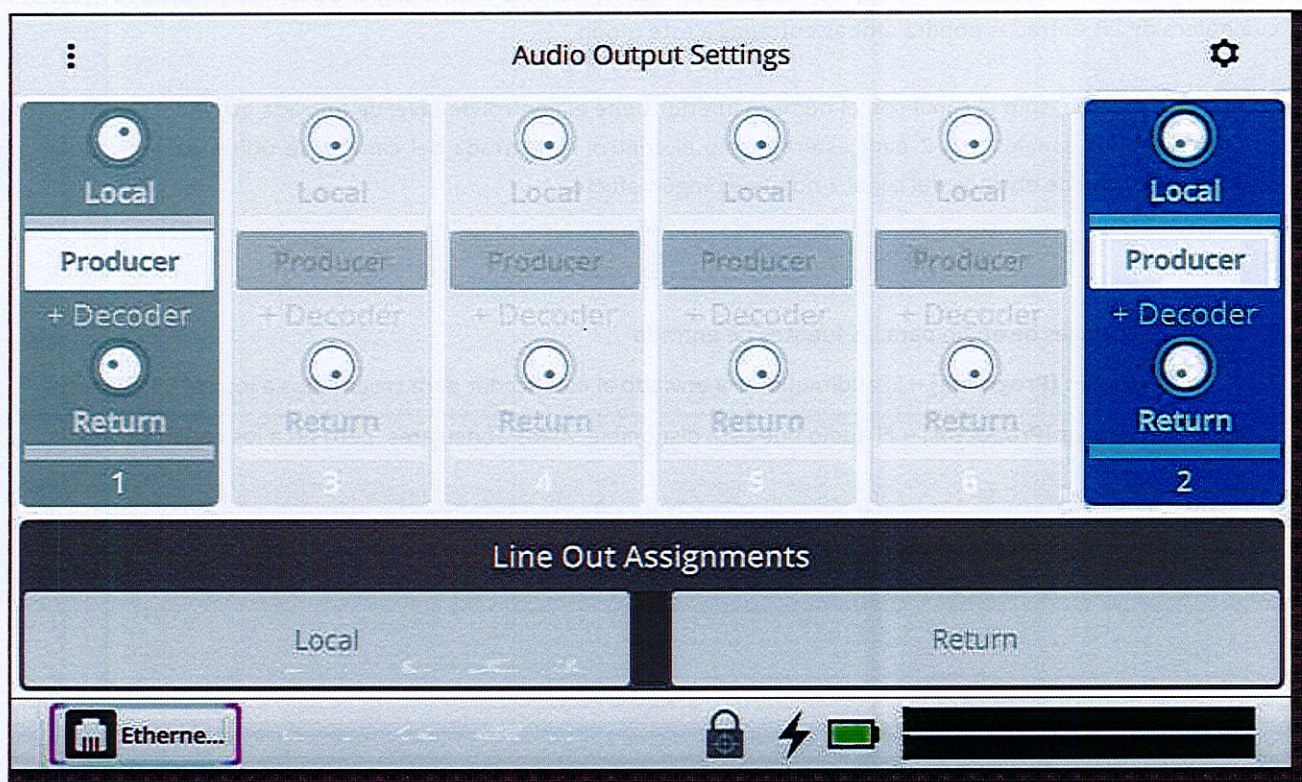 Audio Output Settings
Local Local Local Local Local Local
Producer Producer Producer Producer Producer Producer
+ Decoder + Decoder + Decoder + Decoder + Decoder + Decoder
Return Return Return Return Return Return
1 3 4 5 6 2
Line Out Assignments
Local Return
Etherne...